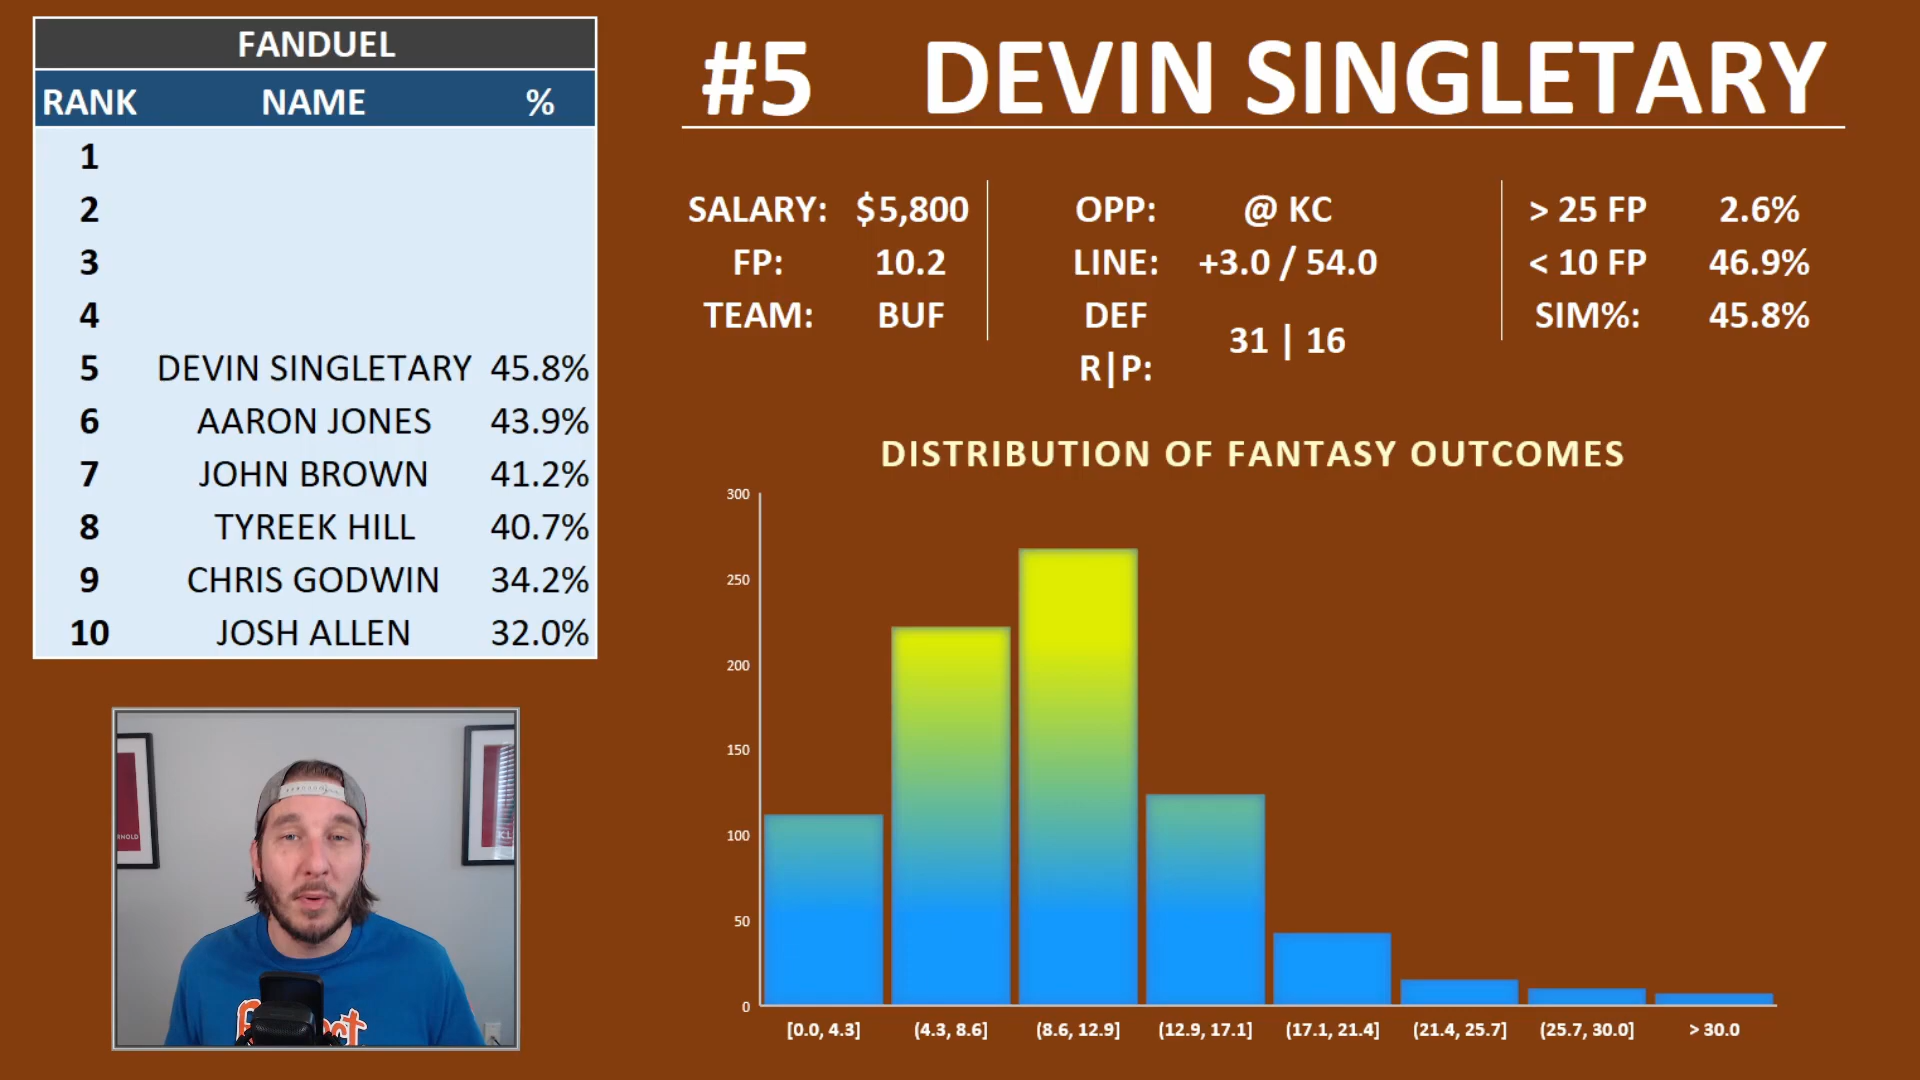 FANDUEL
RANK NAME %
1
2
3
4
5 DEVIN SINGLETARY 45.8%
6 AARON JONES 43.9%
7 JOHN BROWN 41.2%
8 TYREEK HILL 40.7%
9 CHRIS GODWIN 34.2%
10 JOSH ALLEN 32.0%
#5 DEVIN SINGLETARY
SALARY: $5,800
FP: 10.2
TEAM: BUF
OPP: @ KC
LINE: +3.0 / 54.0
DEF
R|P: 31 | 16
> 25 FP 2.6%
< 10 FP 46.9%
SIM%: 45.8%
DISTRIBUTION OF FANTASY OUTCOMES
300
250
200
150
100
50
0
[0.0, 4.3] (4.3, 8.6] (8.6, 12.9] (12.9, 17.1] (17.1, 21.4] (21.4, 25.7] (25.7, 30.0] > 30.0